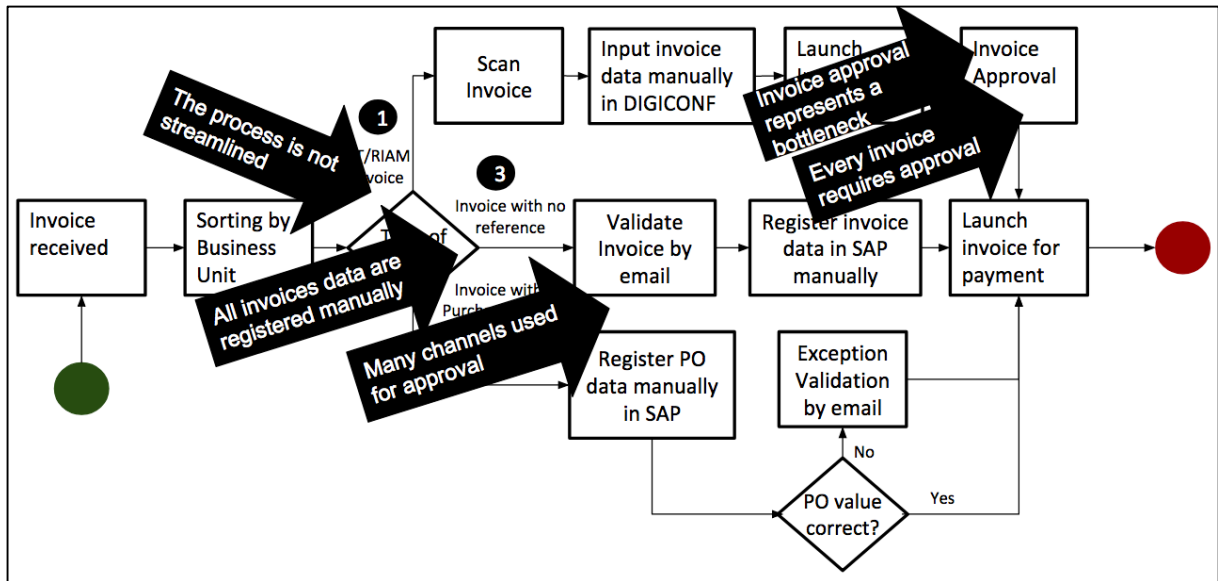 Scan
Invoice
Input invoice
data manually
in DIGICONF
Launch
Invoice
Approval
Invoice approval
represents a
bottleneck
Every invoice
requires approval
The process is not
streamlined
1
T/RIAM
voice
3
Invoice with no
reference
Invoice
received
Sorting by
Business
Unit
of
Validate
Invoice by
email
Register invoice
data in SAP
manually
Launch
invoice for
payment
All invoices data are
registered manually
Invoice with
Purch
Many channels used
for approval
Register PO
data manually
in SAP
Exception
Validation
by email
No
PO value
correct?
Yes